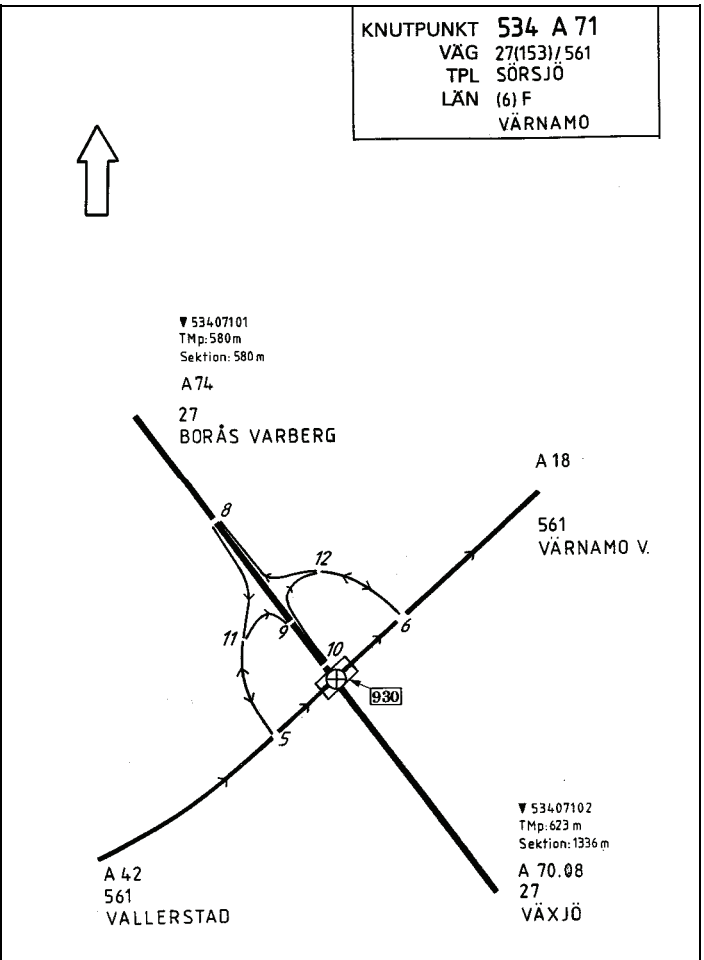 KNUTPUNKT 534 A 71
VÄG 27(153)/561
TPL SÖRSJÖ
LÄN (6) F
VÄRNAMO
▼ 53407101
TMp: 580 m
Sektion: 580 m
A 74
27
BORÅS VARBERG
A 18
561
VÄRNAMO V.
8
12
11
9
6
10
930
5
▼ 53407102
TMp: 623 m
Sektion: 1336 m
A 70.08
27
VÄXJÖ
A 42
561
VALLERSTAD